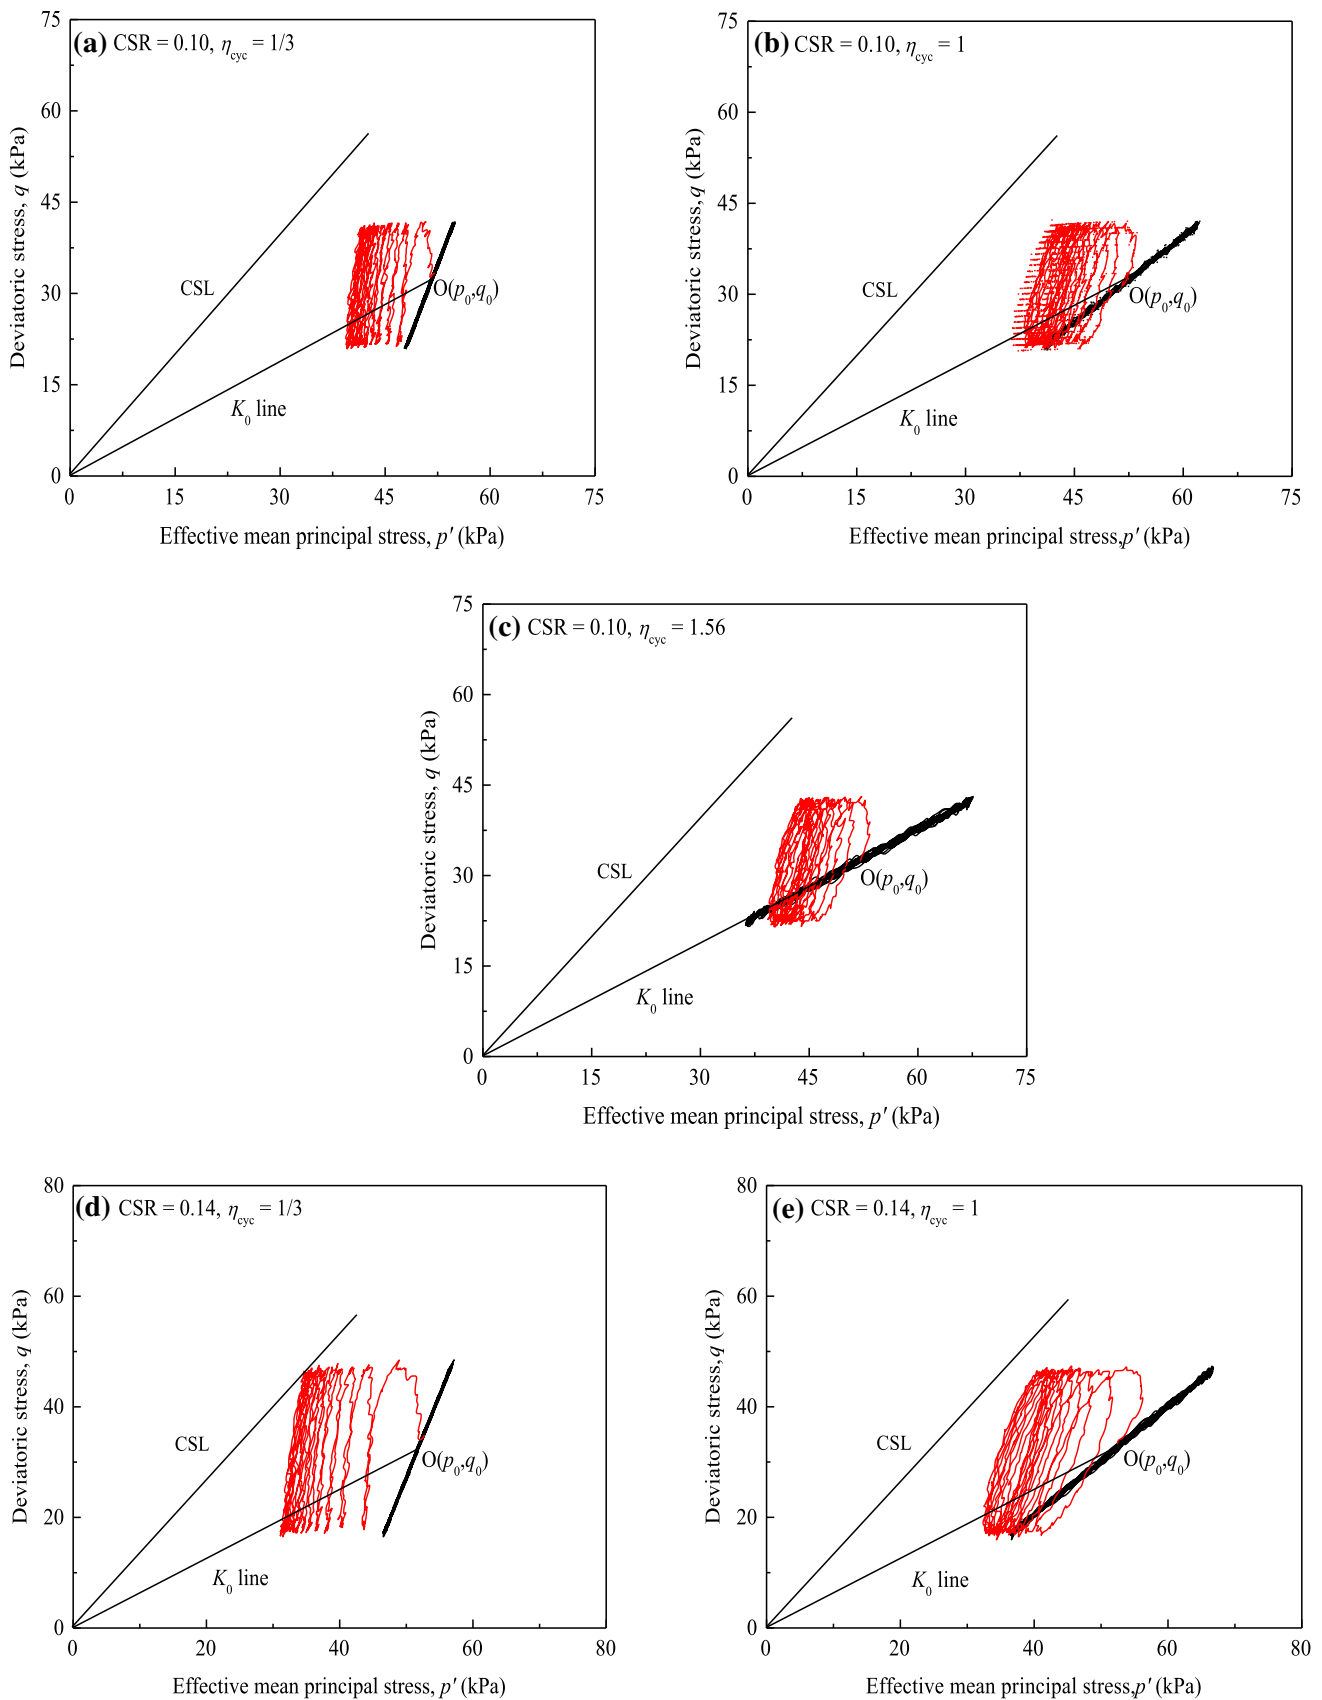 (a) CSR = 0.10, ηcyc = 1/3
75
60
45
30
15
0
Deviatoric stress, q (kPa)
CSL
O(p0,q0)
K0 line
0 15 30 45 60 75
Effective mean principal stress, p' (kPa)
(b) CSR = 0.10, ηcyc = 1
75
60
45
30
15
0
Deviatoric stress,q (kPa)
CSL
O(p0,q0)
K0 line
0 15 30 45 60 75
Effective mean principal stress,p' (kPa)
(c) CSR = 0.10, ηcyc = 1.56
75
60
45
30
15
0
Deviatoric stress, q (kPa)
CSL
O(p0,q0)
K0 line
0 15 30 45 60 75
Effective mean principal stress, p' (kPa)
(d) CSR = 0.14, ηcyc = 1/3
80
60
40
20
0
Deviatoric stress, q (kPa)
CSL
O(p0,q0)
K0 line
0 20 40 60 80
Effective mean principal stress, p' (kPa)
(e) CSR = 0.14, ηcyc = 1
80
60
40
20
0
Deviatoric stress,q (kPa)
CSL
O(p0,q0)
K0 line
0 20 40 60 80
Effective mean principal stress,p' (kPa)